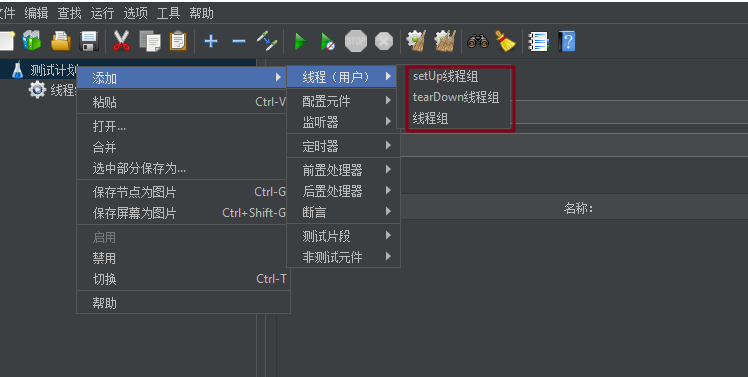 文件 编辑 查找 运行 选项 工具 帮助
STOP
测试计划
线程
添加
粘贴 Ctrl-V
打开...
合并
选中部分保存为...
保存节点为图片 Ctrl-G
保存屏幕为图片 Ctrl+Shift-G
启用
禁用
切换 Ctrl-T
帮助
线程（用户）
配置元件
监听器
定时器
前置处理器
后置处理器
断言
测试片段
非测试元件
setUp线程组
tearDown线程组
线程组
名称: